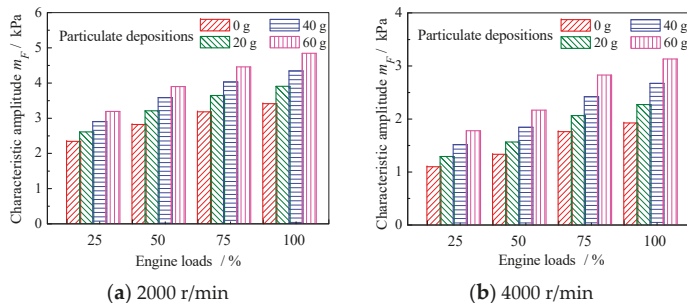 Characteristic amplitude m_F / kPa
6
5
4
3
2
1
0
Particulate depositions
0 g
40 g
20 g
60 g
25
50
75
100
Engine loads / %
(a) 2000 r/min
Characteristic amplitude m_F / kPa
4
3
2
1
0
Particulate depositions
0 g
40 g
20 g
60 g
25
50
75
100
Engine loads / %
(b) 4000 r/min